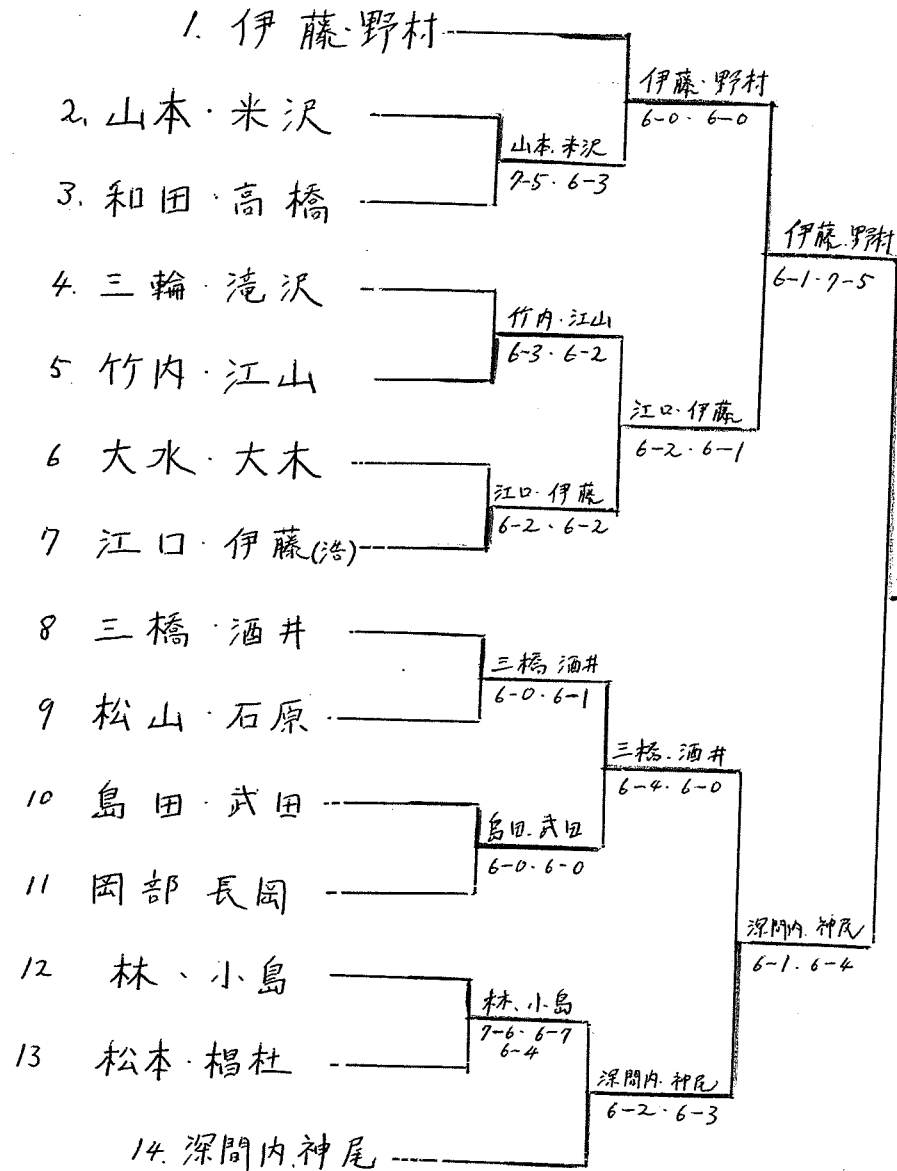 1. 伊藤・野村
伊藤・野村
6-0・6-0
2. 山本・米沢
山本・米沢
7-5・6-3
3. 和田・高橋
伊藤・野村
6-1・7-5
4. 三輪・滝沢
竹内・江山
6-3・6-2
5 竹内・江山
江口・伊藤
6-2・6-1
6 大水・大木
江口・伊藤
6-2・6-2
7 江口・伊藤(浩)
8 三橋・酒井
三橋 酒井
6-0・6-1
9 松山・石原
三橋・酒井
6-4・6-0
10 島田・武田
島田・武田
6-0・6-0
11 岡部 長岡
深間内・神尾
6-1・6-4
12 林、小島
林、小島
7-6・6-7
6-4
13 松本・椙杜
深間内・神尾
6-2・6-3
14. 深間内、神尾